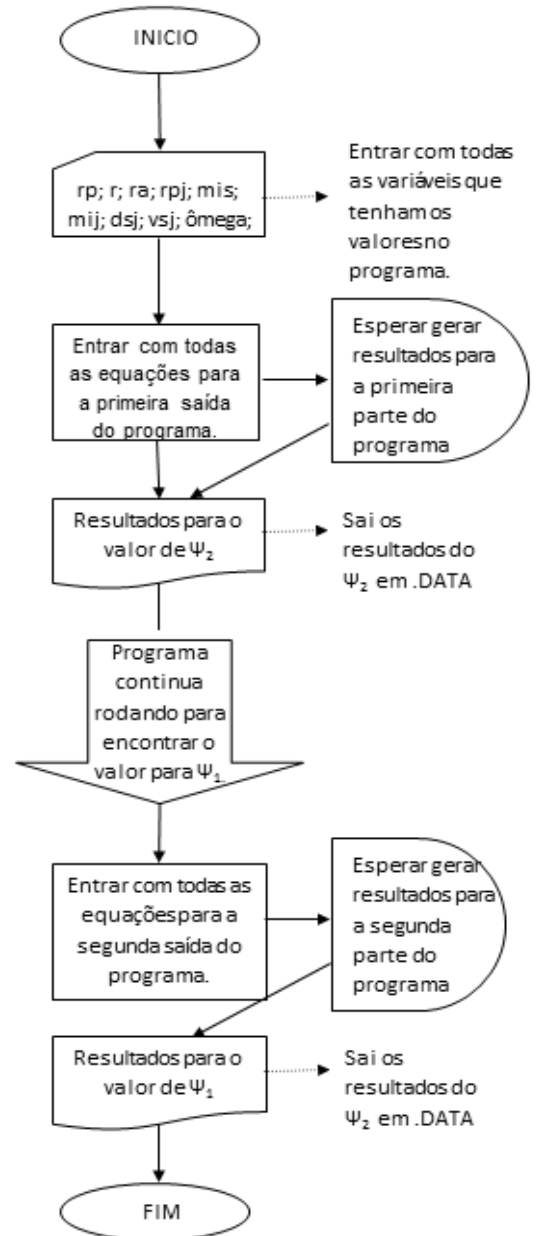 INICIO
rp; r; ra; rpj; mis;
mij; dsj; vsj; ômega;
Entrar com todas
as variáveis que
tenham os
valores no
programa.
Entrar com todas
as equações para
a primeira saída
do programa.
Esperar gerar
resultados para
a primeira
parte do
programa
Resultados para o
valor de Ψ₂
Sai os
resultados do
Ψ₂ em .DATA
Programa
continua
rodando para
encontrar o
valor para Ψ₁.
Entrar com todas as
equações para a
segunda saída do
programa.
Esperar gerar
resultados para
a segunda
parte do
programa
Resultados para o
valor de Ψ₁
Sai os
resultados do
Ψ₂ em .DATA
FIM